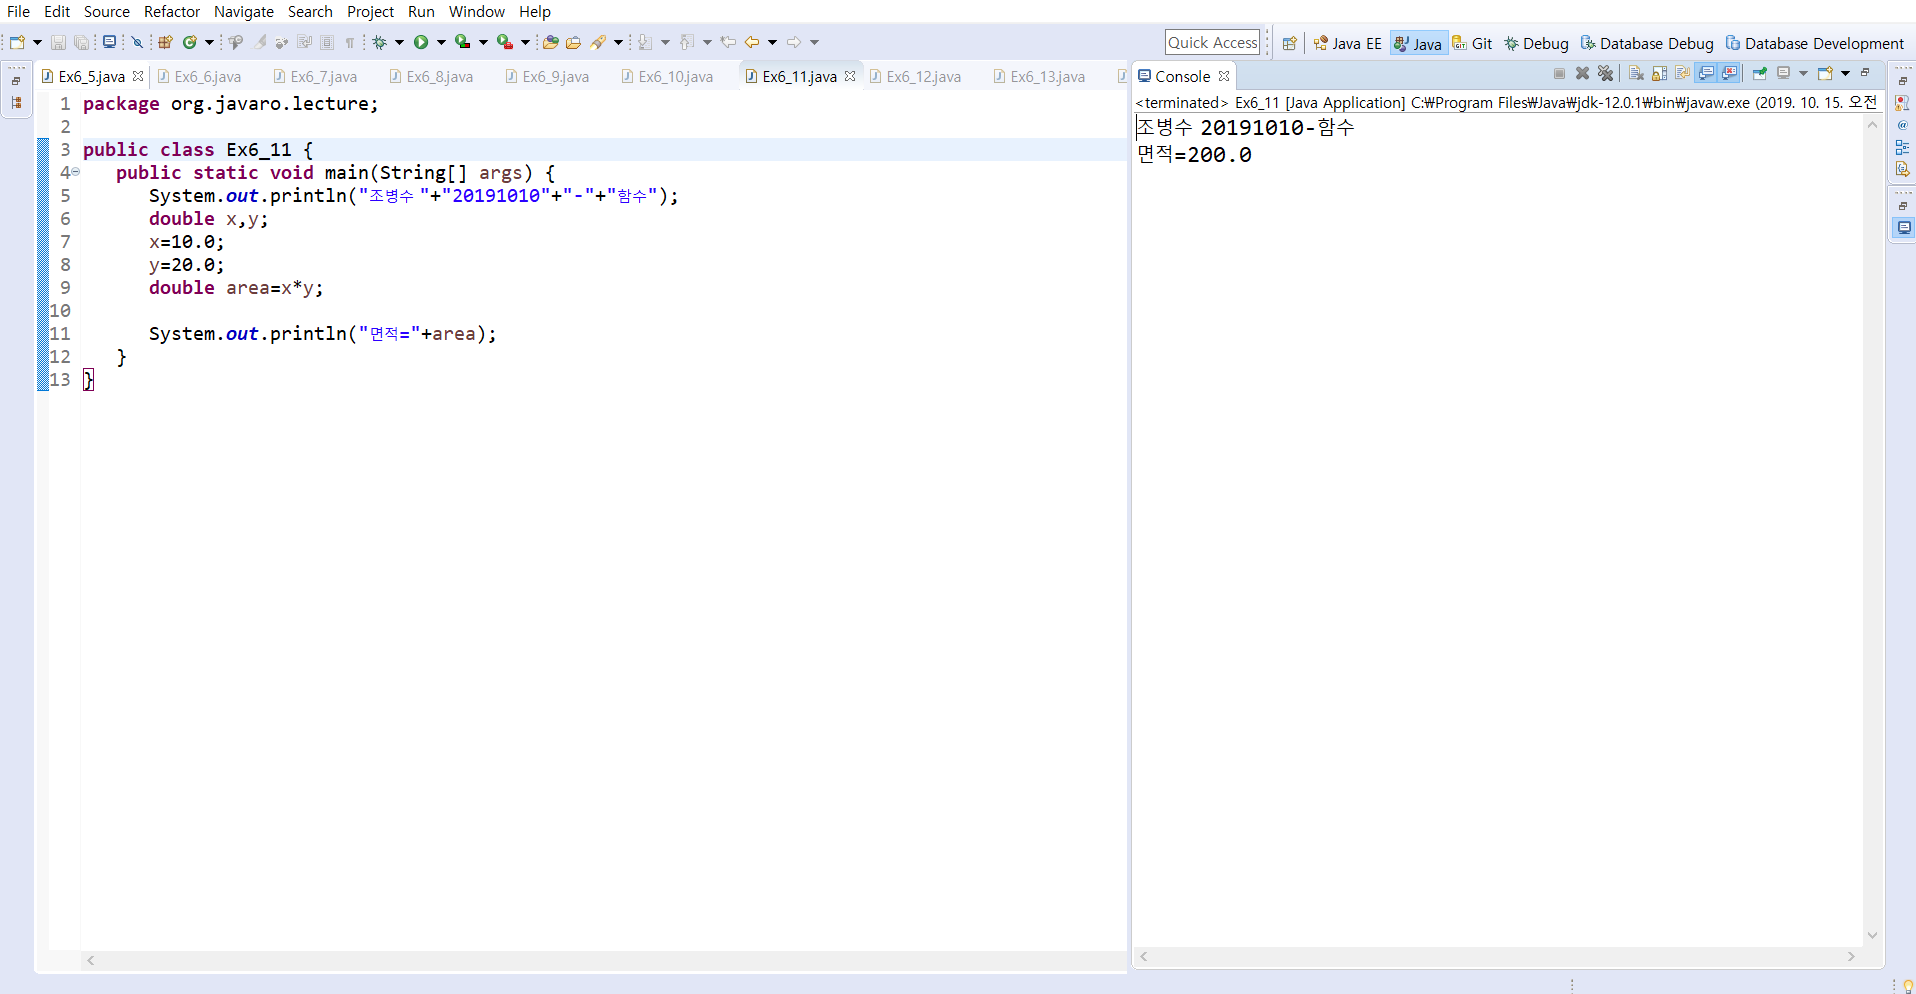 File Edit Source Refactor Navigate Search Project Run Window Help
Quick Access Java EE Java Git Debug Database Debug Database Development
Ex6_5.java Ex6_6.java Ex6_7.java Ex6_8.java Ex6_9.java Ex6_10.java Ex6_11.java Ex6_12.java Ex6_13.java
1 package org.javaro.lecture;
2
3 public class Ex6_11 {
4 public static void main(String[] args) {
5 System.out.println("조병수 "+"20191010"+"-"+"함수");
6 double x,y;
7 x=10.0;
8 y=20.0;
9 double area=x*y;
10
11 System.out.println("면적="+area);
12 }
13 }
Console
<terminated> Ex6_11 [Java Application] C:₩Program Files₩Java₩jdk-12.0.1₩bin₩javaw.exe (2019. 10. 15. 오전
조병수 20191010-함수
면적=200.0